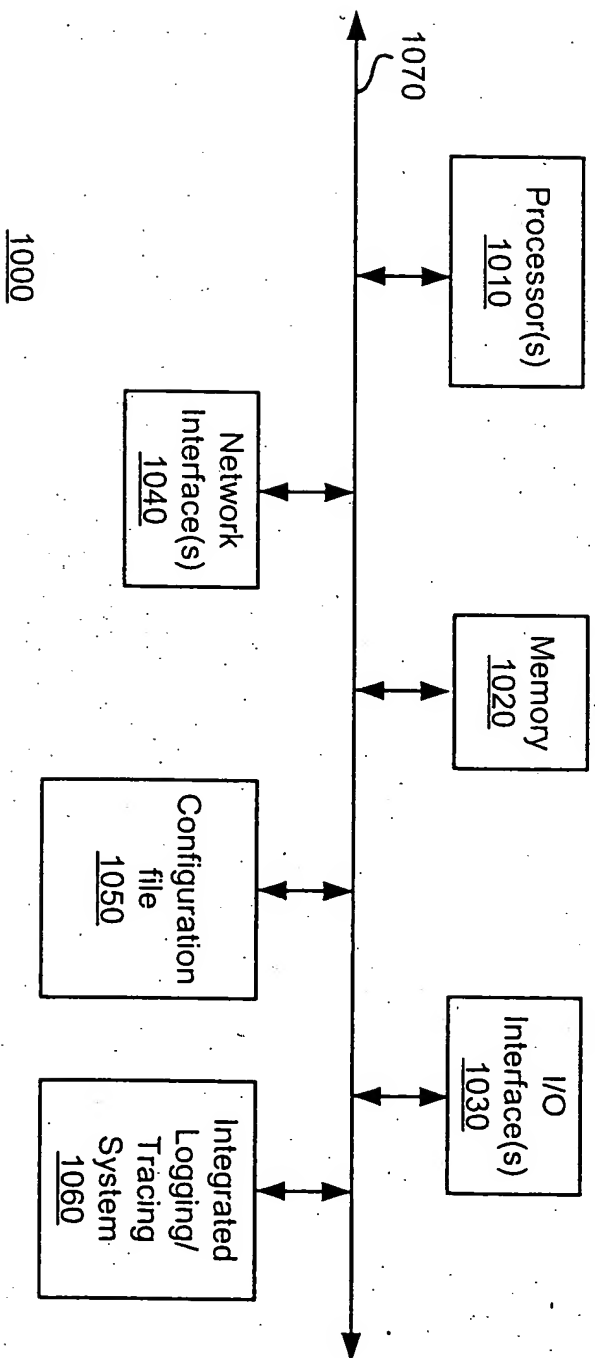 1070
Processor(s)
1010
Memory
1020
I/O
Interface(s)
1030
Network
Interface(s)
1040
Configuration
file
1050
Integrated
Logging/
Tracing
System
1060
1000